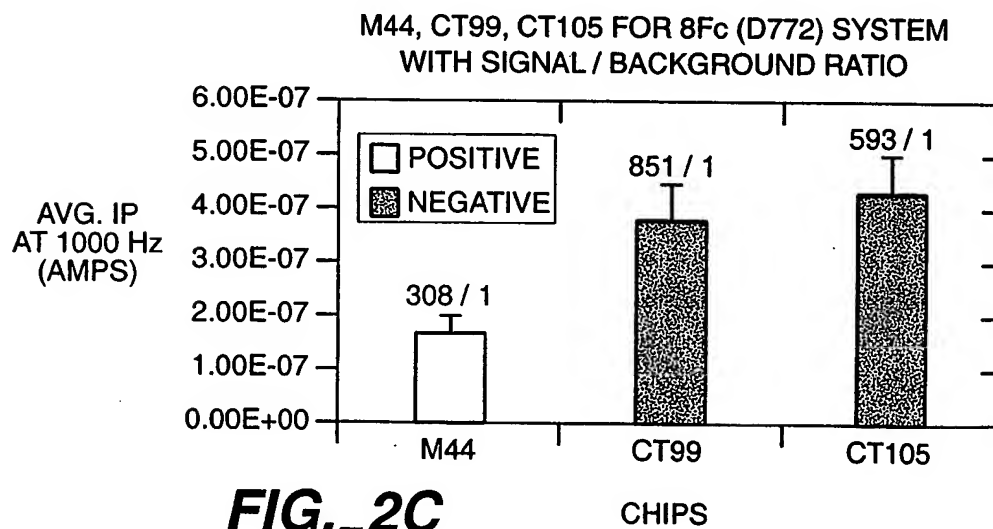 M44, CT99, CT105 FOR 8Fc (D772) SYSTEM
WITH SIGNAL / BACKGROUND RATIO
6.00E-07
5.00E-07
4.00E-07
3.00E-07
2.00E-07
1.00E-07
0.00E+00
AVG. IP
AT 1000 Hz
(AMPS)
POSITIVE
NEGATIVE
308 / 1
851 / 1
593 / 1
M44
CT99
CT105
CHIPS
FIG._2C